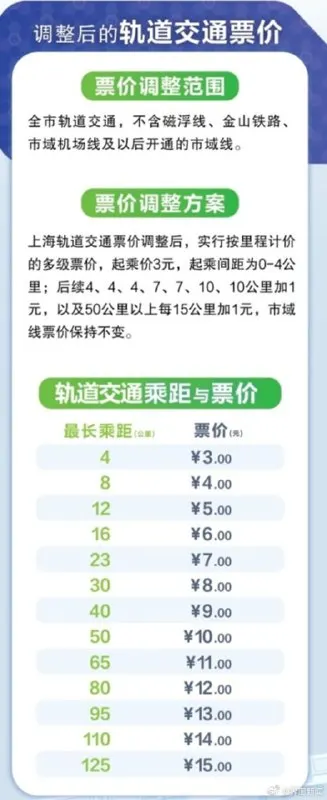 调整后的轨道交通票价
票价调整范围
全市轨道交通，不含磁浮线、金山铁路、
市域机场线及以后开通的市域线。
票价调整方案
上海轨道交通票价调整后，实行按里程计价
的多级票价，起乘价3元，起乘间距为0-4公
里；后续4、4、4、7、7、10、10公里加1
元，以及50公里以上每15公里加1元，市域
线票价保持不变。
轨道交通乘距与票价
最长乘距(公里) 票价(元)
4 ¥3.00
8 ¥4.00
12 ¥5.00
16 ¥6.00
23 ¥7.00
30 ¥8.00
40 ¥9.00
50 ¥10.00
65 ¥11.00
80 ¥12.00
95 ¥13.00
110 ¥14.00
125 ¥15.00